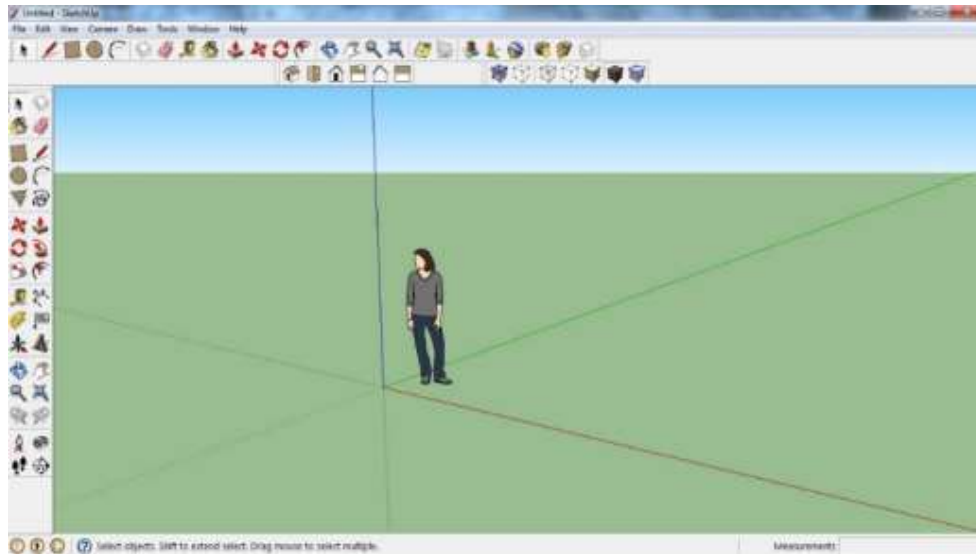 Untitled - SketchUp
File Edit View Camera Draw Tools Window Help
Select objects. Shift to extend select. Drag mouse to select multiple.
Measurements